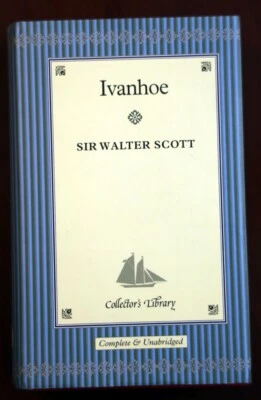 Ivanhoe
SIR WALTER SCOTT
Collector's Library
Complete & Unabridged